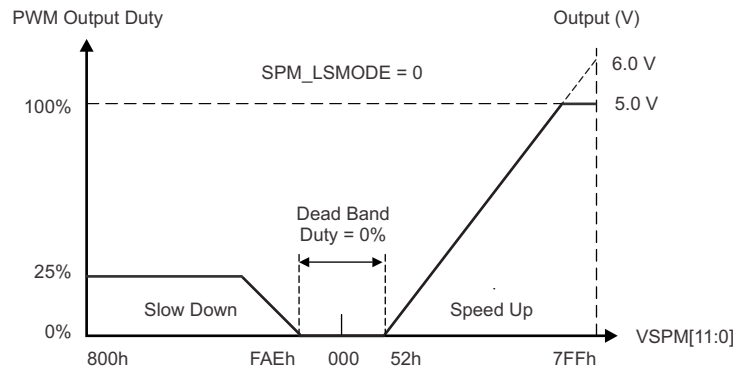 PWM Output Duty
Output (V)
SPM_LSMODE = 0
6.0 V
100%
5.0 V
Dead Band
Duty = 0%
25%
Slow Down
Speed Up
0%
VSPM[11:0]
800h
FAEh
000
52h
7FFh